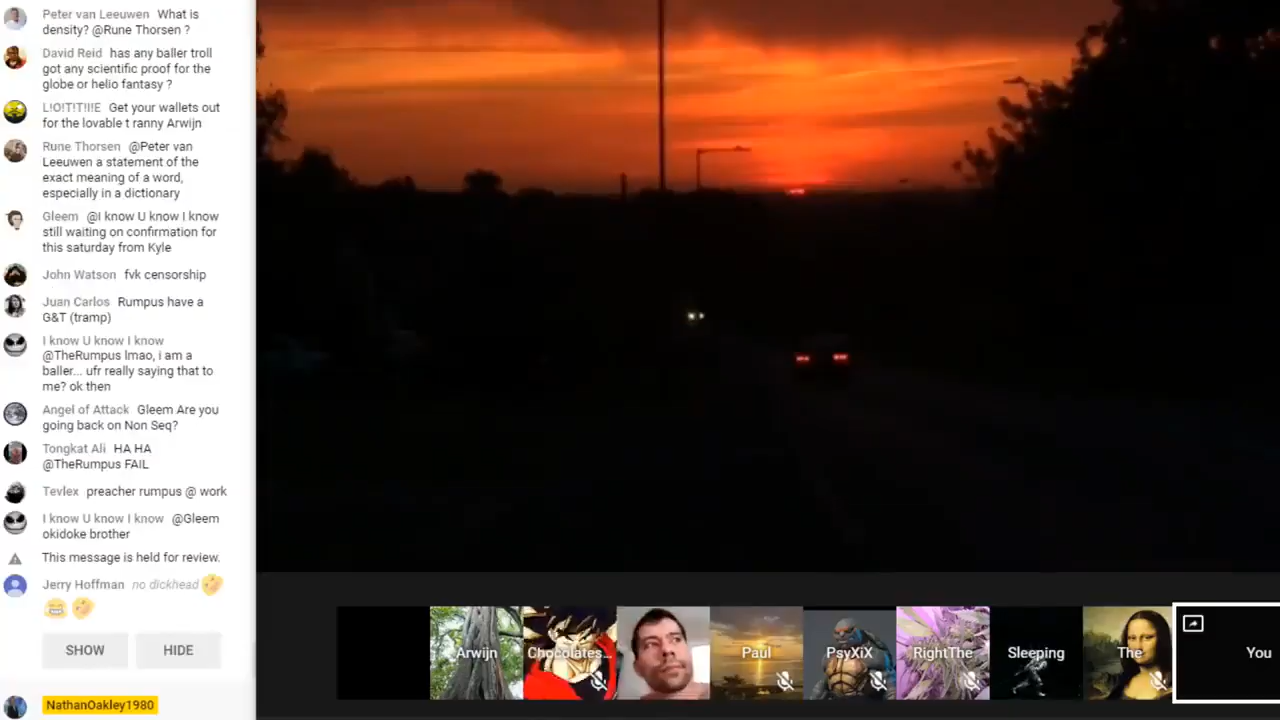 Peter van Leeuwen What is
density? @Rune Thorsen ?
David Reid has any baller troll
got any scientific proof for the
globe or helio fantasy ?
L!O!T!T!I!E Get your wallets out
for the lovable t ranny Arwijn
Rune Thorsen @Peter van
Leeuwen a statement of the
exact meaning of a word,
especially in a dictionary
Gleem @I know U know I know
still waiting on confirmation for
this saturday from Kyle
John Watson fvk censorship
Juan Carlos Rumpus have a
G&T (tramp)
I know U know I know
@TheRumpus lmao, i am a
baller... ufr really saying that to
me? ok then
Angel of Attack Gleem Are you
going back on Non Seq?
Tongkat Ali HA HA
@TheRumpus FAIL
Tevlex preacher rumpus @ work
I know U know I know @Gleem
okidoke brother
This message is held for review.
Jerry Hoffman no dickhead
SHOW HIDE
NathanOakley1980
Arwijn Chocolates... Paul PsyXiX RightThe Sleeping The You